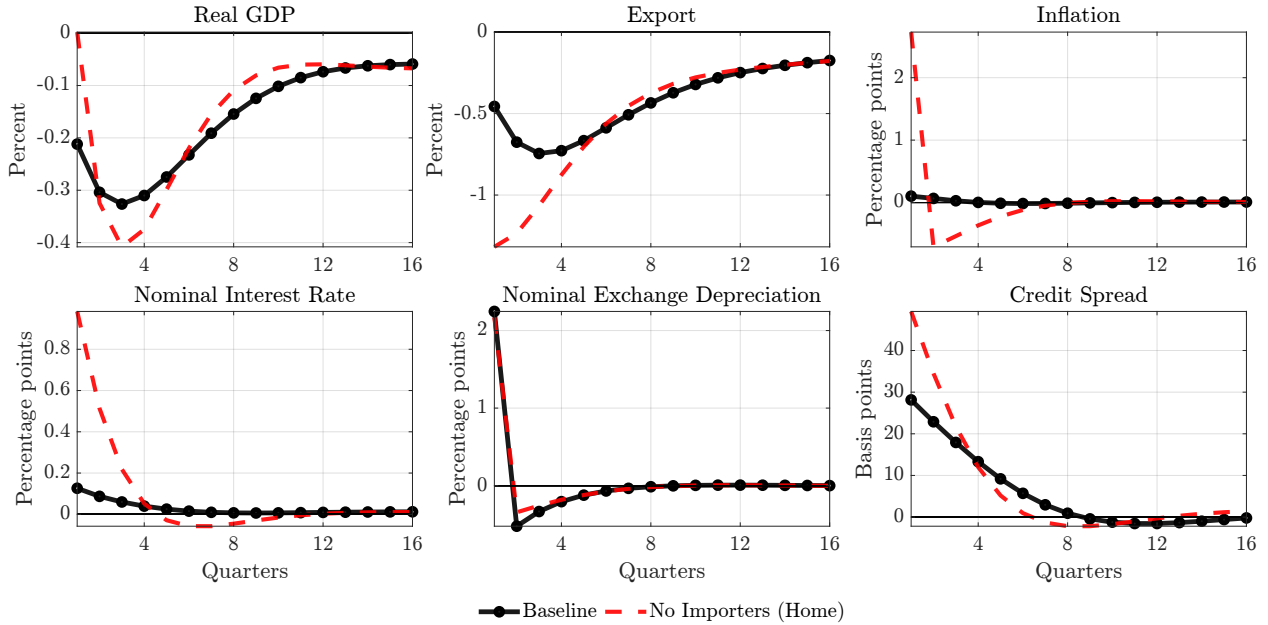 Real GDP
Percent
0
-0.1
-0.2
-0.3
-0.4
4 8 12 16
Export
Percent
0
-0.5
-1
4 8 12 16
Inflation
Percentage points
2
1
0
4 8 12 16
Nominal Interest Rate
Percentage points
0.8
0.6
0.4
0.2
0
4 8 12 16
Quarters
Nominal Exchange Depreciation
Percentage points
2
1
0
4 8 12 16
Quarters
Credit Spread
Basis points
40
30
20
10
0
4 8 12 16
Quarters
Baseline No Importers (Home)